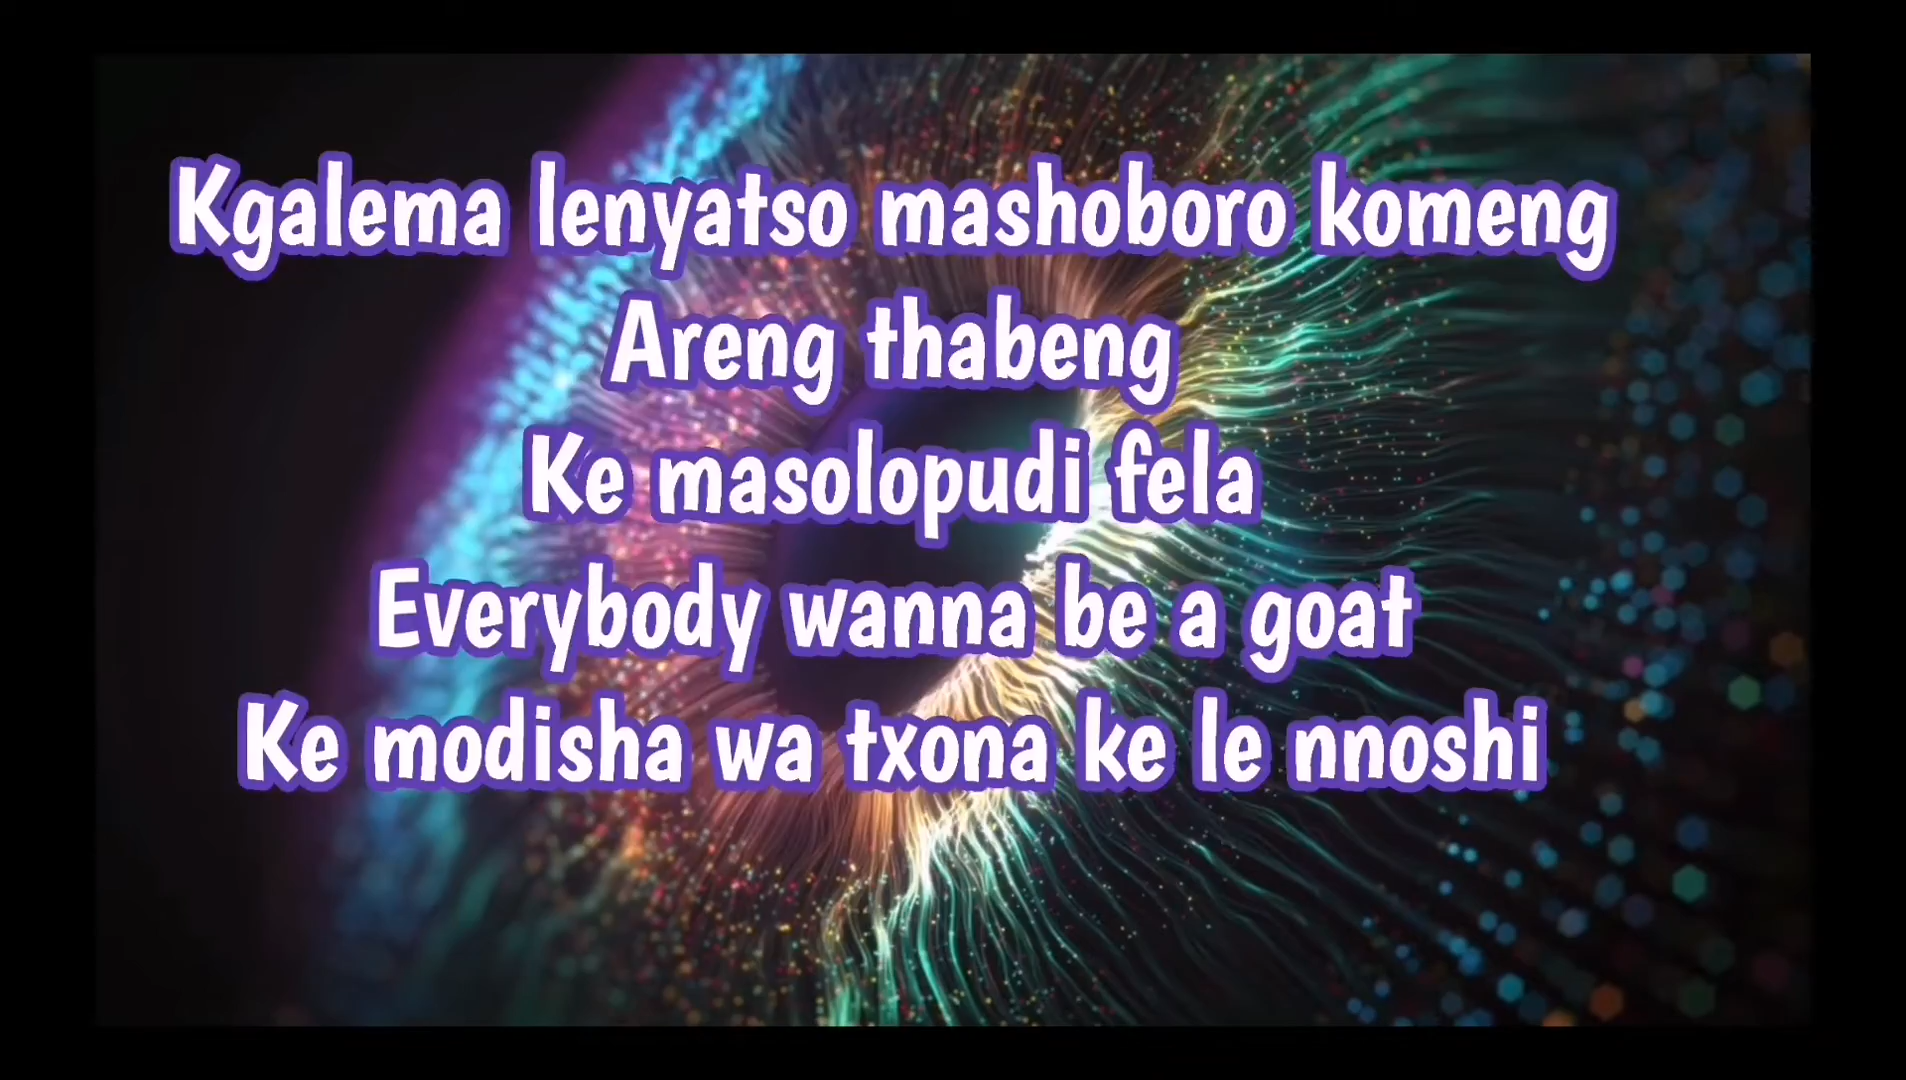 Kgalema lenyatso mashoboro komeng
Areng thabeng
Ke masolopudi fela
Everybody wanna be a goat
Ke modisha wa txona ke le nnoshi